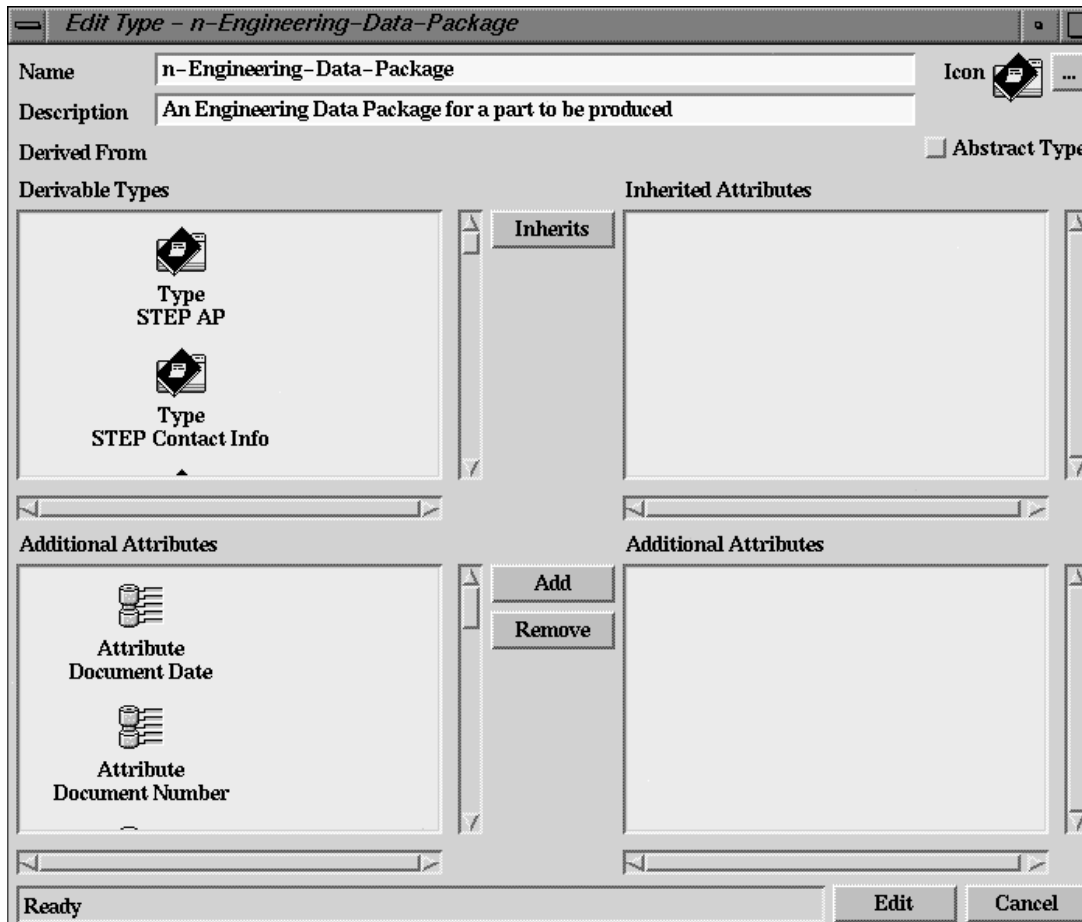 Edit Type – n–Engineering–Data–Package
Name n–Engineering–Data–Package Icon ...
Description An Engineering Data Package for a part to be produced
Derived From Abstract Type
Derivable Types Inherited Attributes
Inherits
Type
STEP AP
Type
STEP Contact Info
Additional Attributes Additional Attributes
Add
Remove
Attribute
Document Date
Attribute
Document Number
Ready Edit Cancel